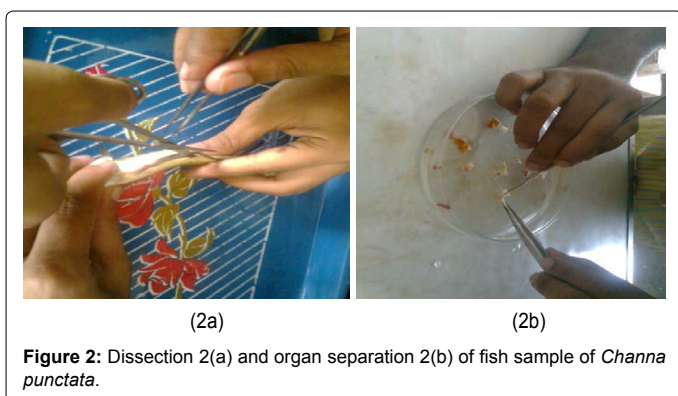 (2a)
(2b)
Figure 2: Dissection 2(a) and organ separation 2(b) of fish sample of Channa
punctata.